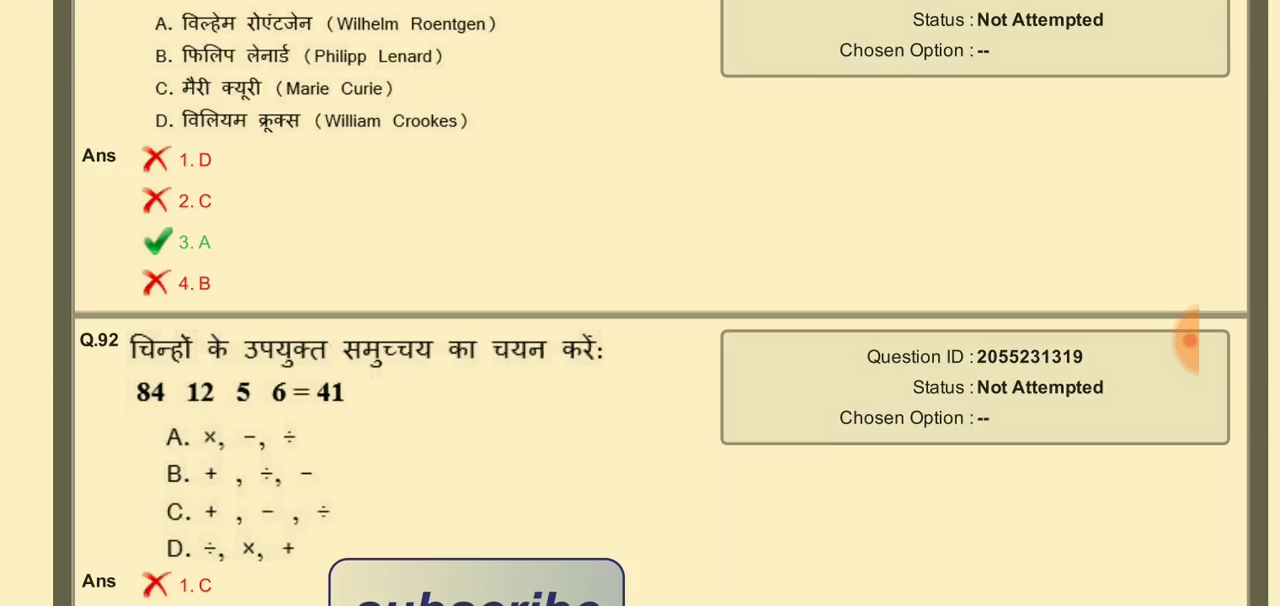 A. विल्हेम रोएंटजेन (Wilhelm Roentgen)
B. फिलिप लेनार्ड (Philipp Lenard)
C. मैरी क्यूरी (Marie Curie)
D. विलियम क्रूक्स (William Crookes)
Status : Not Attempted
Chosen Option : --
Ans
1. D
2. C
3. A
4. B
Q.92 चिन्हों के उपयुक्त समुच्चय का चयन करें:
84 12 5 6 = 41
A. ×, −, ÷
B. + , ÷, −
C. + , − , ÷
D. ÷, ×, +
Question ID : 2055231319
Status : Not Attempted
Chosen Option : --
Ans
1. C
subscribe